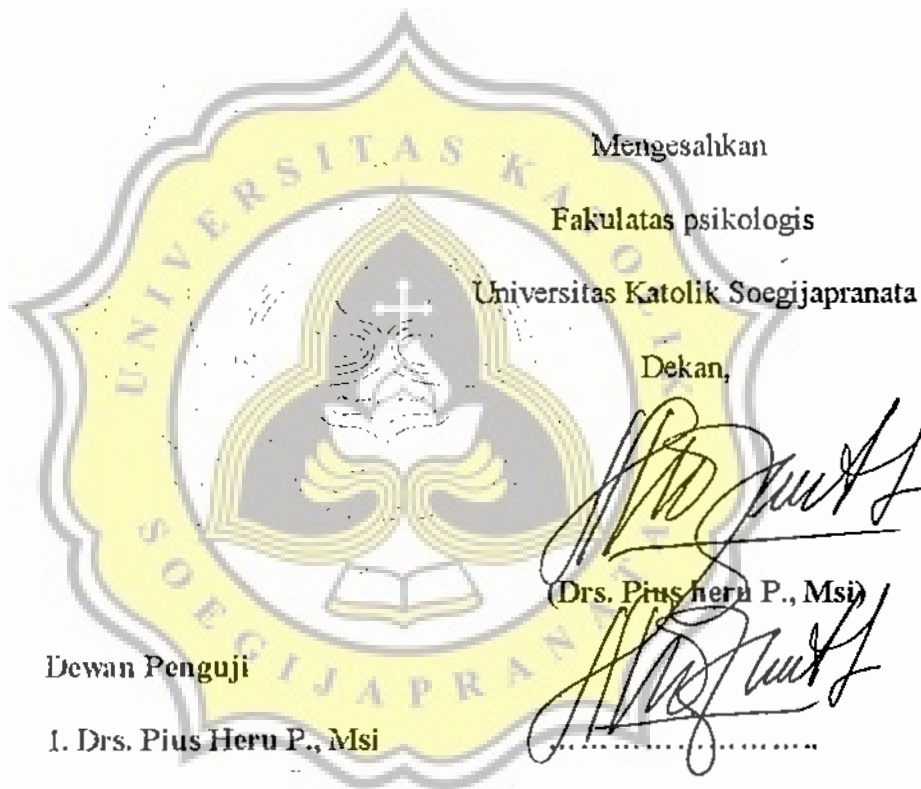 UNIVERSITAS KATOLIK
SOEGIJAPRANATA
Mengesahkan
Fakulatas psikologis
Universitas Katolik Soegijapranata
Dekan,
(Drs. Pius heru P., Msi)
Dewan Penguji
1. Drs. Pius Heru P., Msi
........................